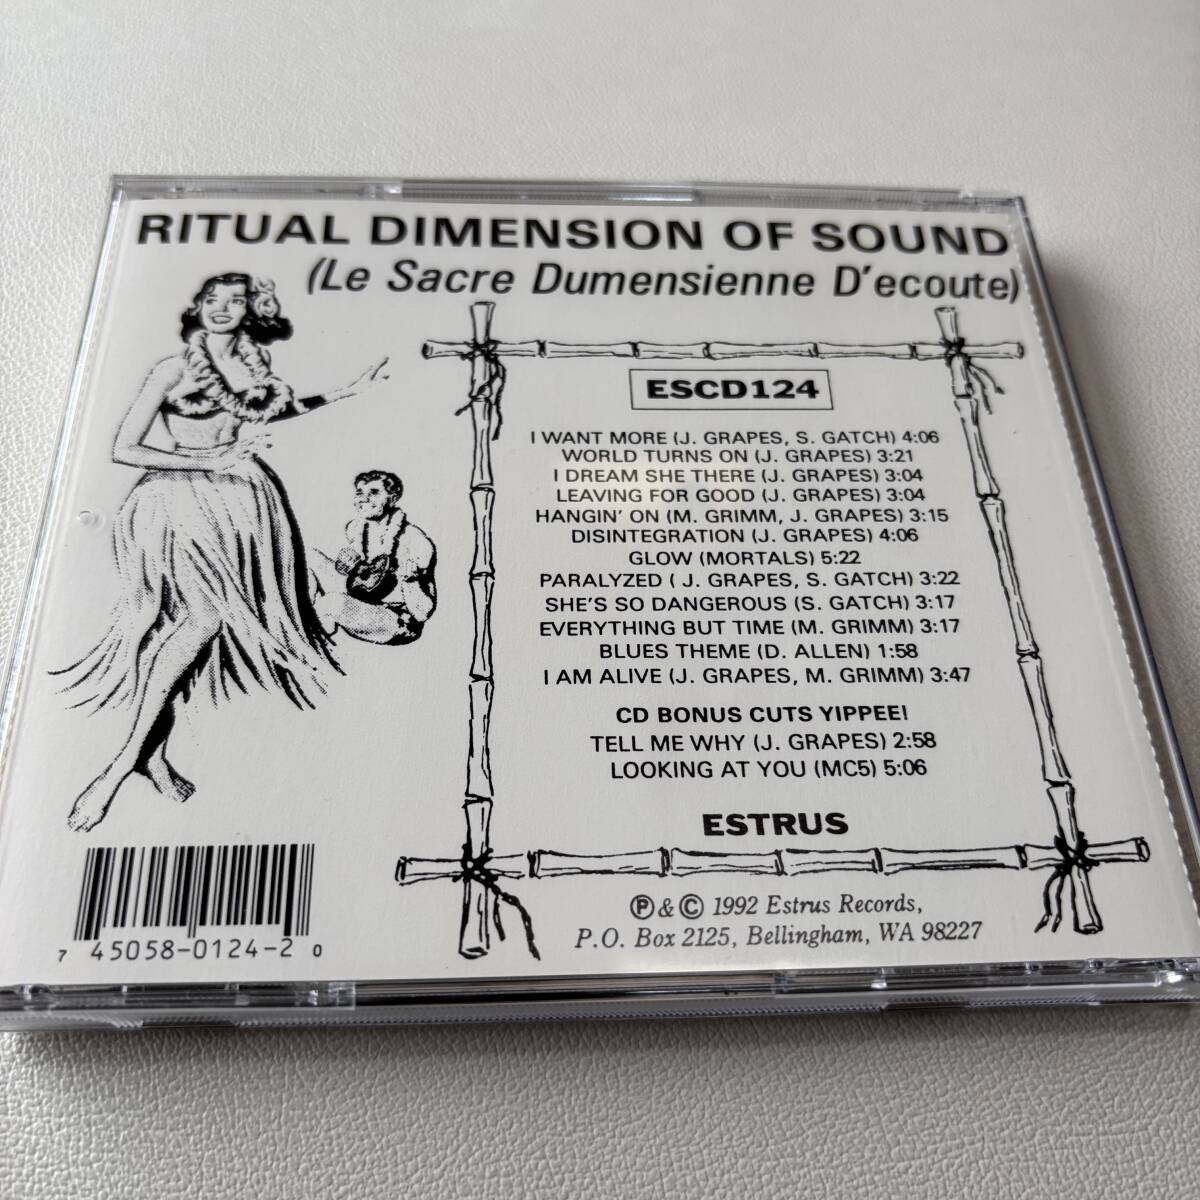 RITUAL DIMENSION OF SOUND
(Le Sacre Dumensienne D'ecoute)
ESCD124
I WANT MORE (J. GRAPES, S. GATCH) 4:06
WORLD TURNS ON (J. GRAPES) 3:21
I DREAM SHE THERE (J. GRAPES) 3:04
LEAVING FOR GOOD (J. GRAPES) 3:04
HANGIN' ON (M. GRIMM, J. GRAPES) 3:15
DISINTEGRATION (J. GRAPES) 4:06
GLOW (MORTALS) 5:22
PARALYZED ( J. GRAPES, S. GATCH) 3:22
SHE'S SO DANGEROUS (S. GATCH) 3:17
EVERYTHING BUT TIME (M. GRIMM) 3:17
BLUES THEME (D. ALLEN) 1:58
I AM ALIVE (J. GRAPES, M. GRIMM) 3:47
CD BONUS CUTS YIPPEE!
TELL ME WHY (J. GRAPES) 2:58
LOOKING AT YOU (MC5) 5:06
ESTRUS
℗ & © 1992 Estrus Records,
P.O. Box 2125, Bellingham, WA 98227
7 45058-0124-2 0